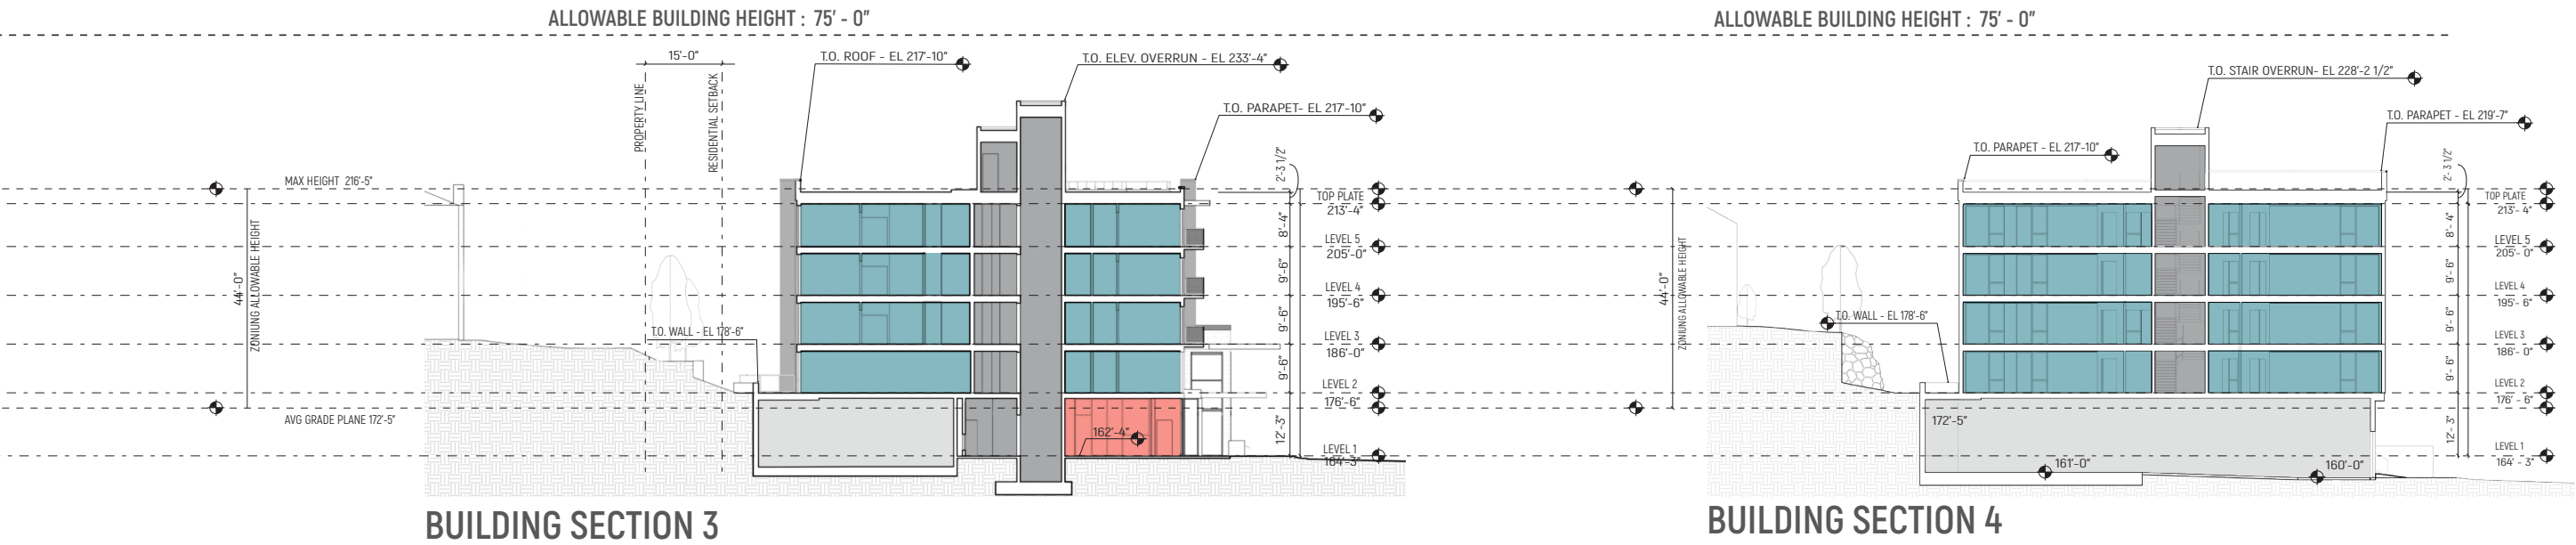 ALLOWABLE BUILDING HEIGHT : 75' - 0"
15'-0"
PROPERTY LINE
RESIDENTIAL SETBACK
T.O. ROOF - EL 217'-10"
T.O. ELEV. OVERRUN - EL 233'-4"
T.O. PARAPET- EL 217'-10"
MAX HEIGHT 216'-5"
44'-0"
ZONIUNG ALLOWABLE HEIGHT
AVG GRADE PLANE 172'-5"
T.O. WALL - EL 178'-6"
162'-4"
2'-3 1/2"
8'-4"
9'-6"
9'-6"
9'-6"
12'-3"
TOP PLATE
213'-4"
LEVEL 5
205'-0"
LEVEL 4
195'-6"
LEVEL 3
186'-0"
LEVEL 2
176'-6"
LEVEL 1
164'-3"
BUILDING SECTION 3
ALLOWABLE BUILDING HEIGHT : 75' - 0"
T.O. STAIR OVERRUN- EL 228'-2 1/2"
T.O. PARAPET - EL 219'-7"
T.O. PARAPET - EL 217'-10"
44'-0"
ZONIUNG ALLOWABLE HEIGHT
T.O. WALL - EL 178'-6"
172'-5"
161'-0"
160'-0"
2'-3 1/2"
8'- 4"
9'- 6"
9'- 6"
9'- 6"
12'- 3"
TOP PLATE
213'- 4"
LEVEL 5
205'- 0"
LEVEL 4
195'- 6"
LEVEL 3
186'- 0"
LEVEL 2
176' - 6"
LEVEL 1
164' - 3"
BUILDING SECTION 4